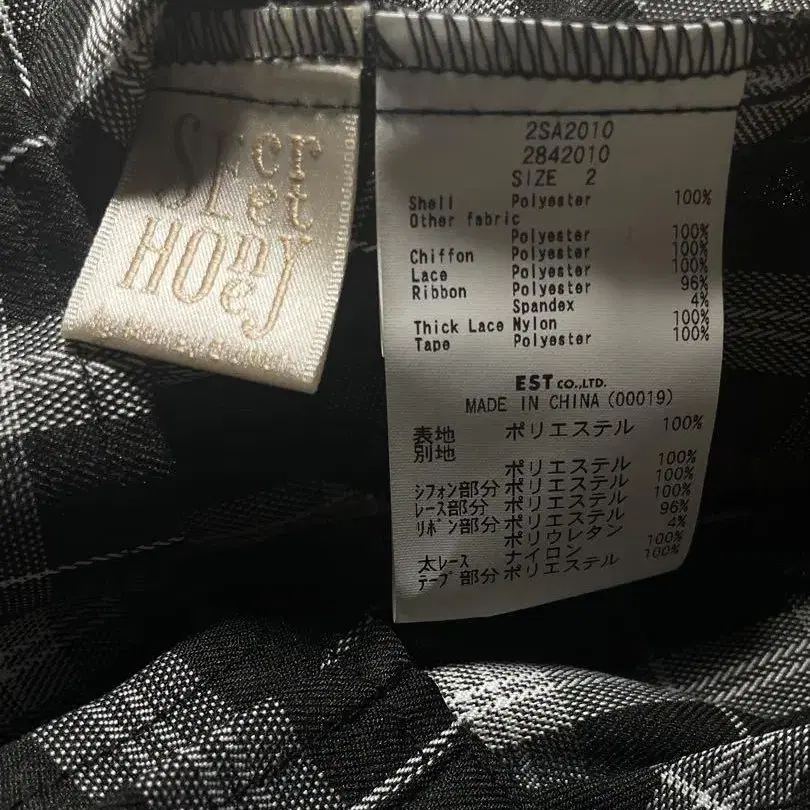 SECRET
HONEY
2SA2010
2842010
SIZE 2
Shell Polyester 100%
Other fabric
Polyester 100%
Chiffon Polyester 100%
Lace Polyester 100%
Ribbon Polyester 96%
Spandex 4%
Thick Lace Nylon 100%
Tape Polyester 100%
EST CO.,LTD.
MADE IN CHINA (00019)
表地 ポリエステル 100%
別地
ポリエステル 100%
シフォン部分 ポリエステル 100%
レース部分 ポリエステル 100%
リボン部分 ポリエステル 96%
ポリウレタン 4%
太レース ナイロン 100%
テープ部分 ポリエステル 100%